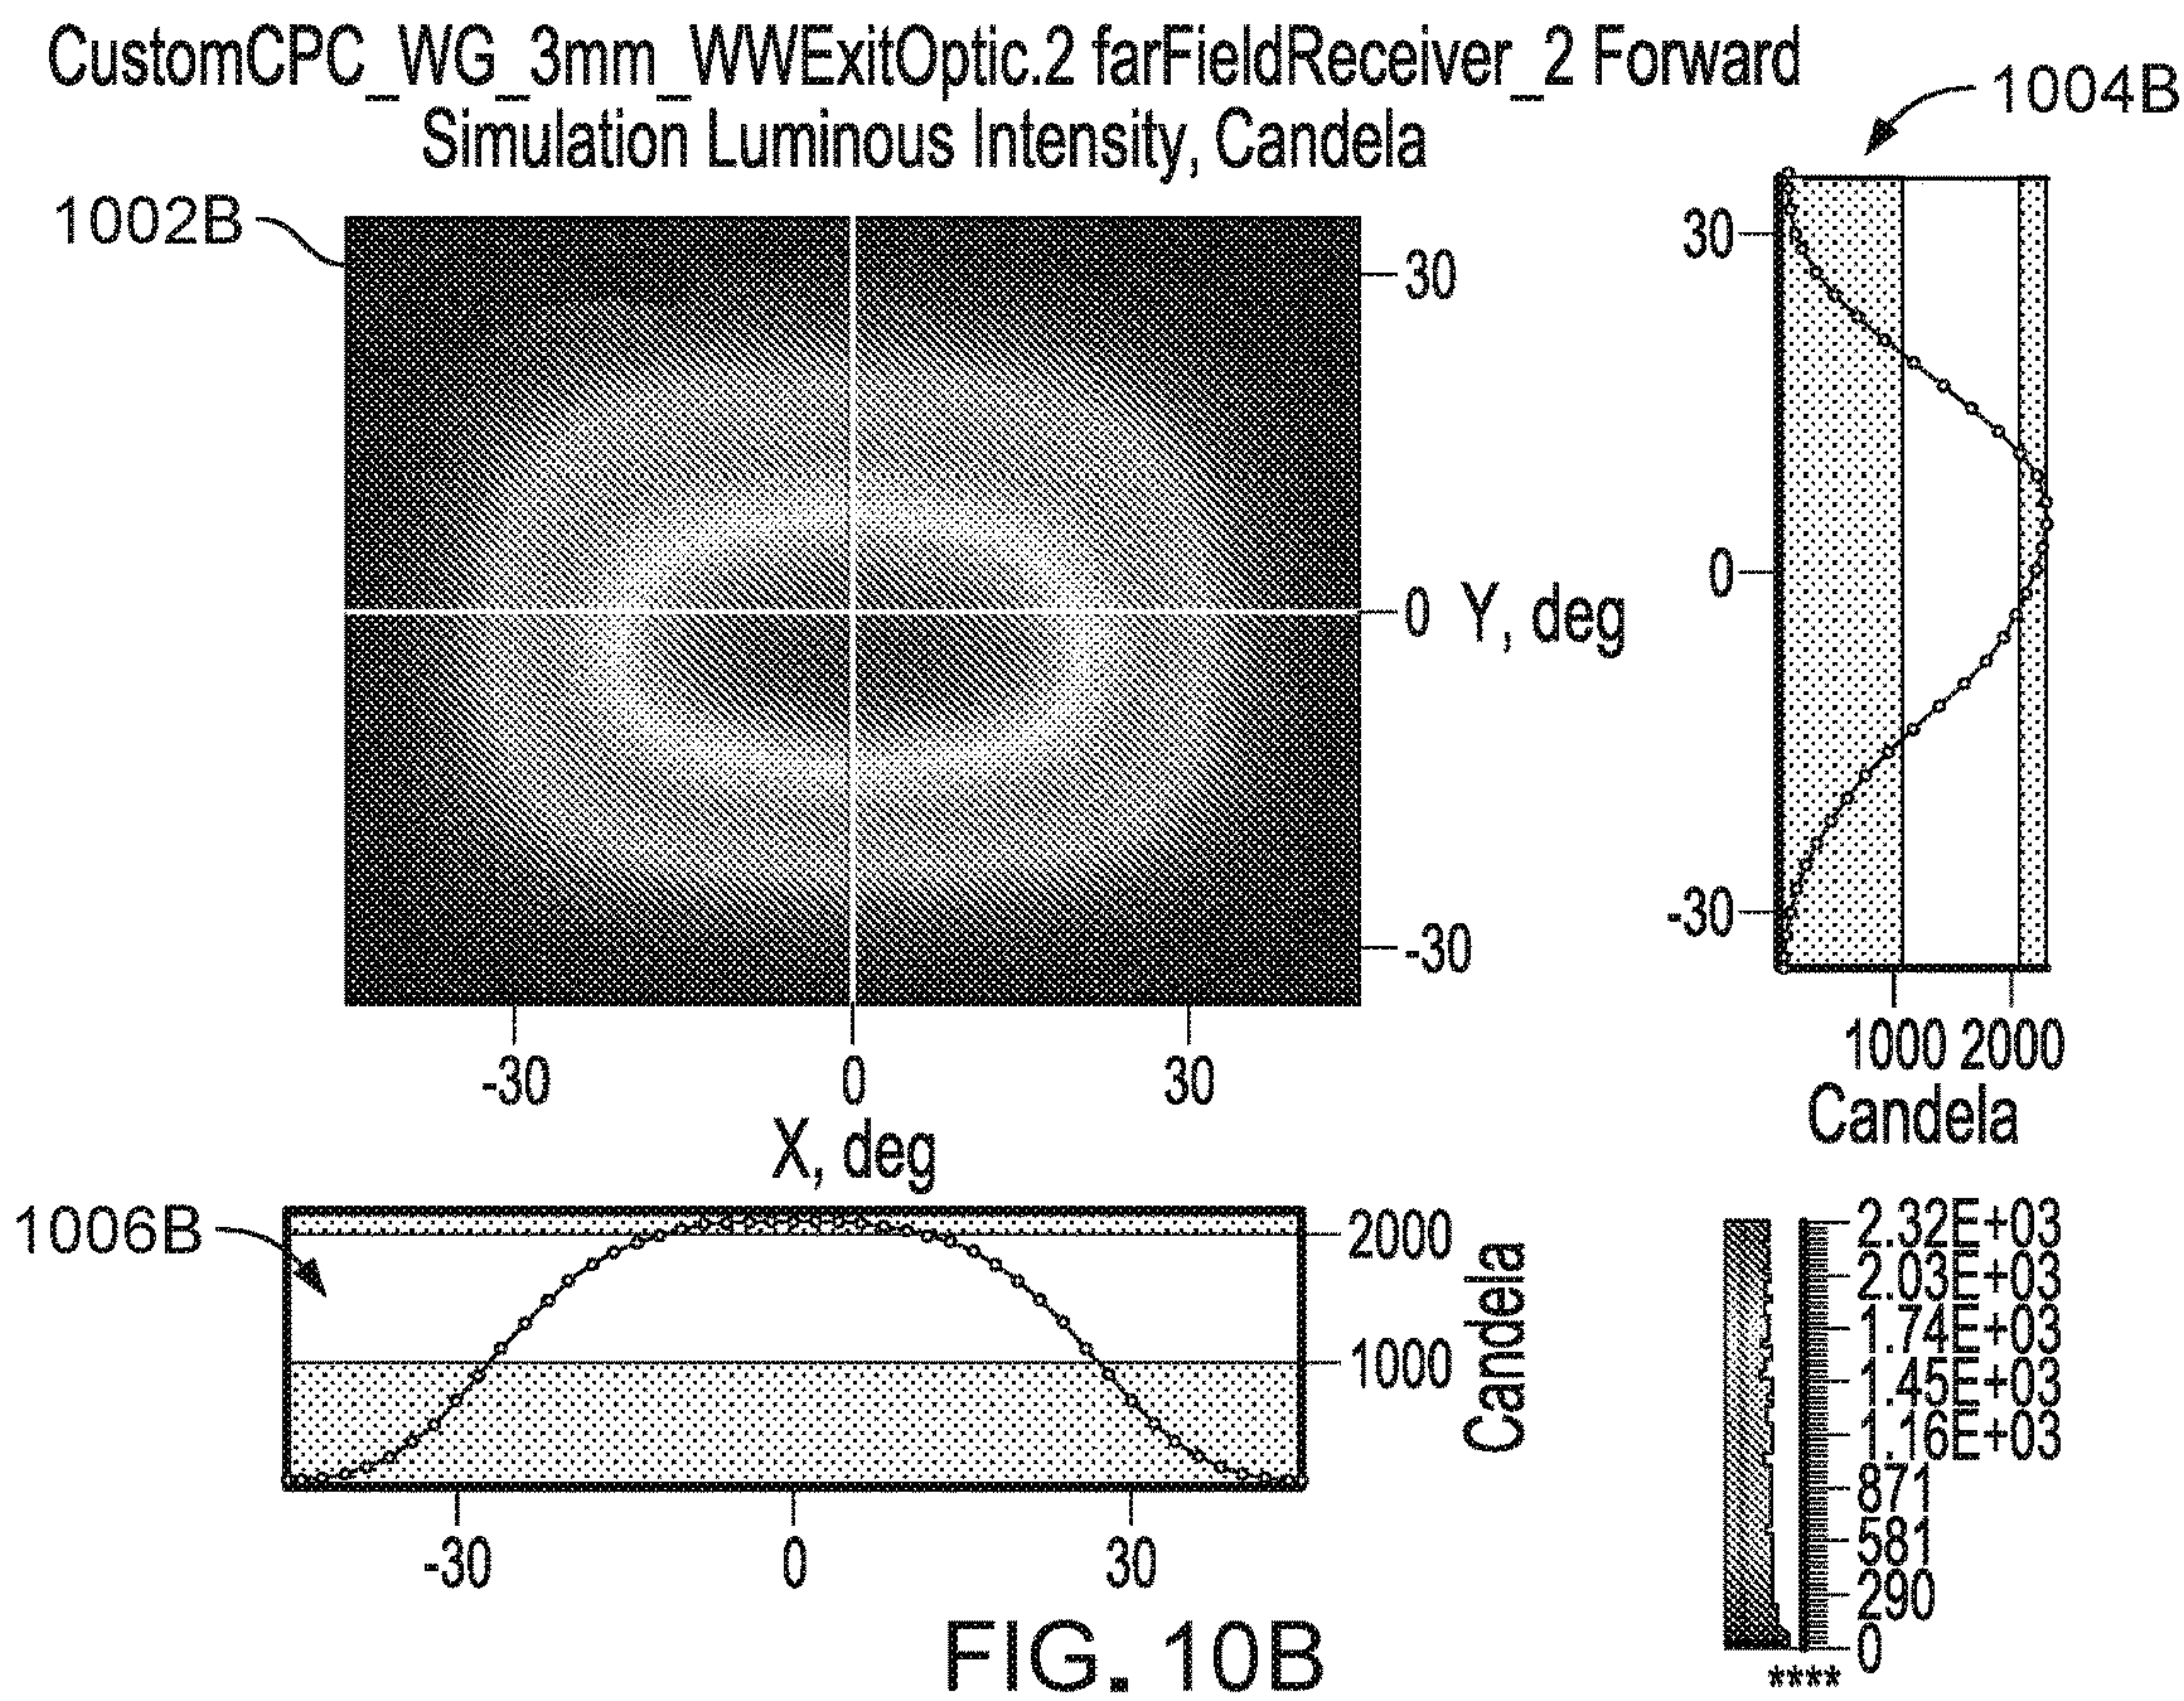 CustomCPC_WG_3mm_WWExitOptic.2 farFieldReceiver_2 Forward
Simulation Luminous Intensity, Candela
1004B
1002B
30
0 Y, deg
-30
-30 0 30
X, deg
30
0
-30
1000 2000
Candela
1006B
2000
1000
Candela
-30 0 30
2.32E+03
2.03E+03
1.74E+03
1.45E+03
1.16E+03
871
581
290
0
****
FIG. 10B